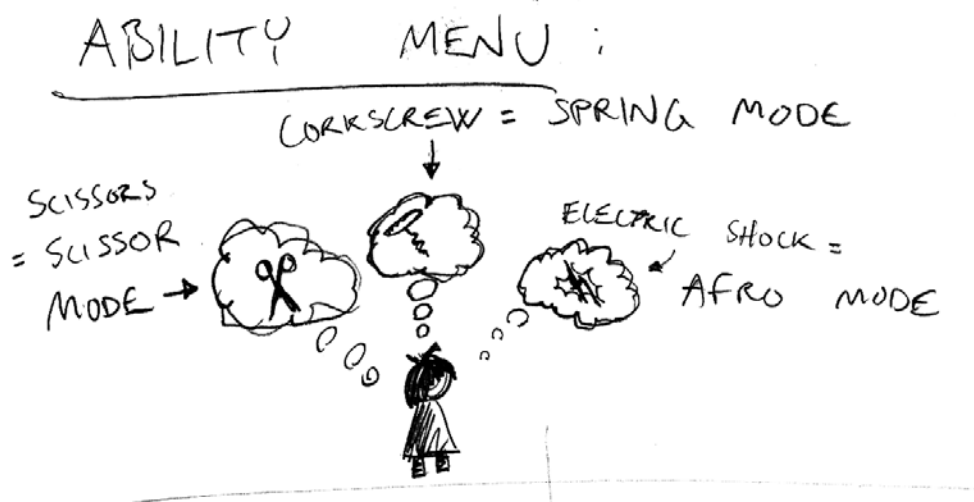 ABILITY MENU :
CORKSCREW = SPRING MODE
SCISSORS
= SCISSOR
MODE
ELECTRIC SHOCK =
AFRO MODE